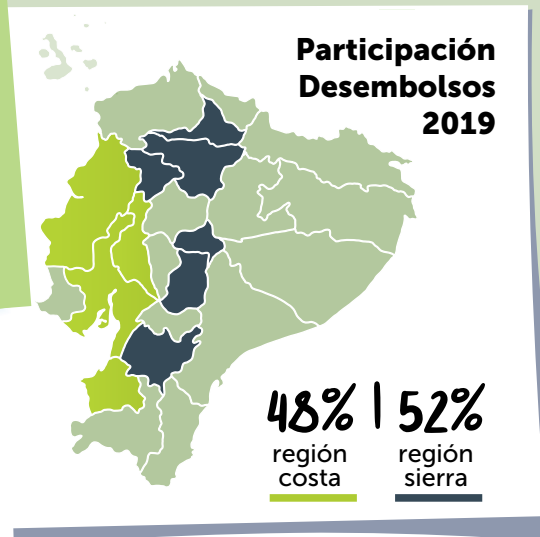 Participación
Desembolsos
2019
48% | 52%
región región
costa sierra